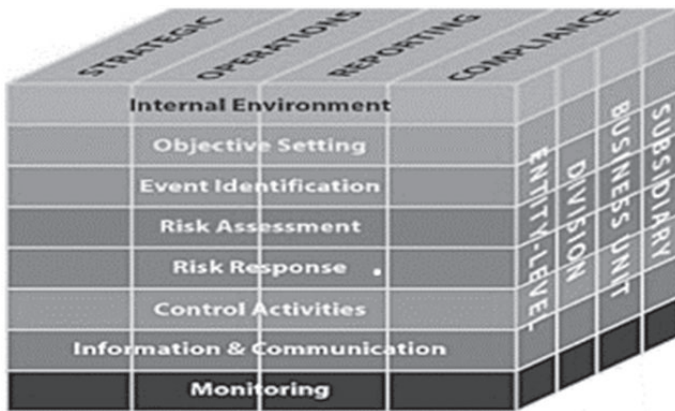 STRATEGIC
OPERATIONS
REPORTING
COMPLIANCE
Internal Environment
Objective Setting
Event Identification
Risk Assessment
Risk Response
Control Activities
Information & Communication
Monitoring
ENTITY-LEVEL
DIVISION
BUSINESS UNIT
SUBSIDIARY